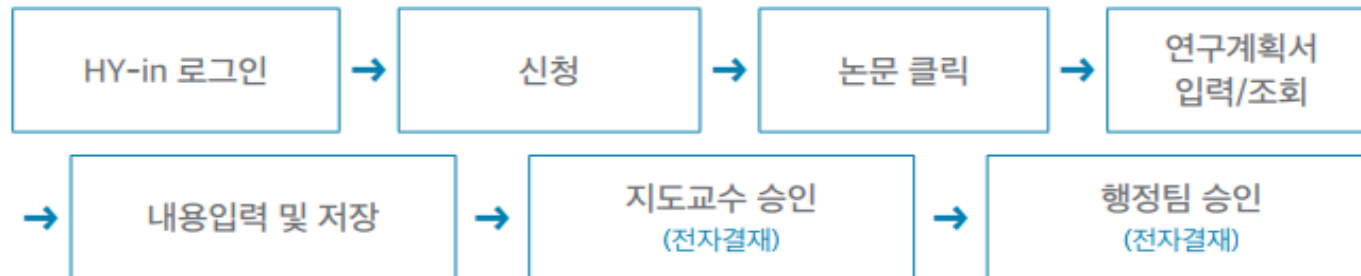 HY-in 로그인 → 신청 → 논문 클릭 → 연구계획서
입력/조회
→ 내용입력 및 저장 → 지도교수 승인 → 행정팀 승인
(전자결재) (전자결재)